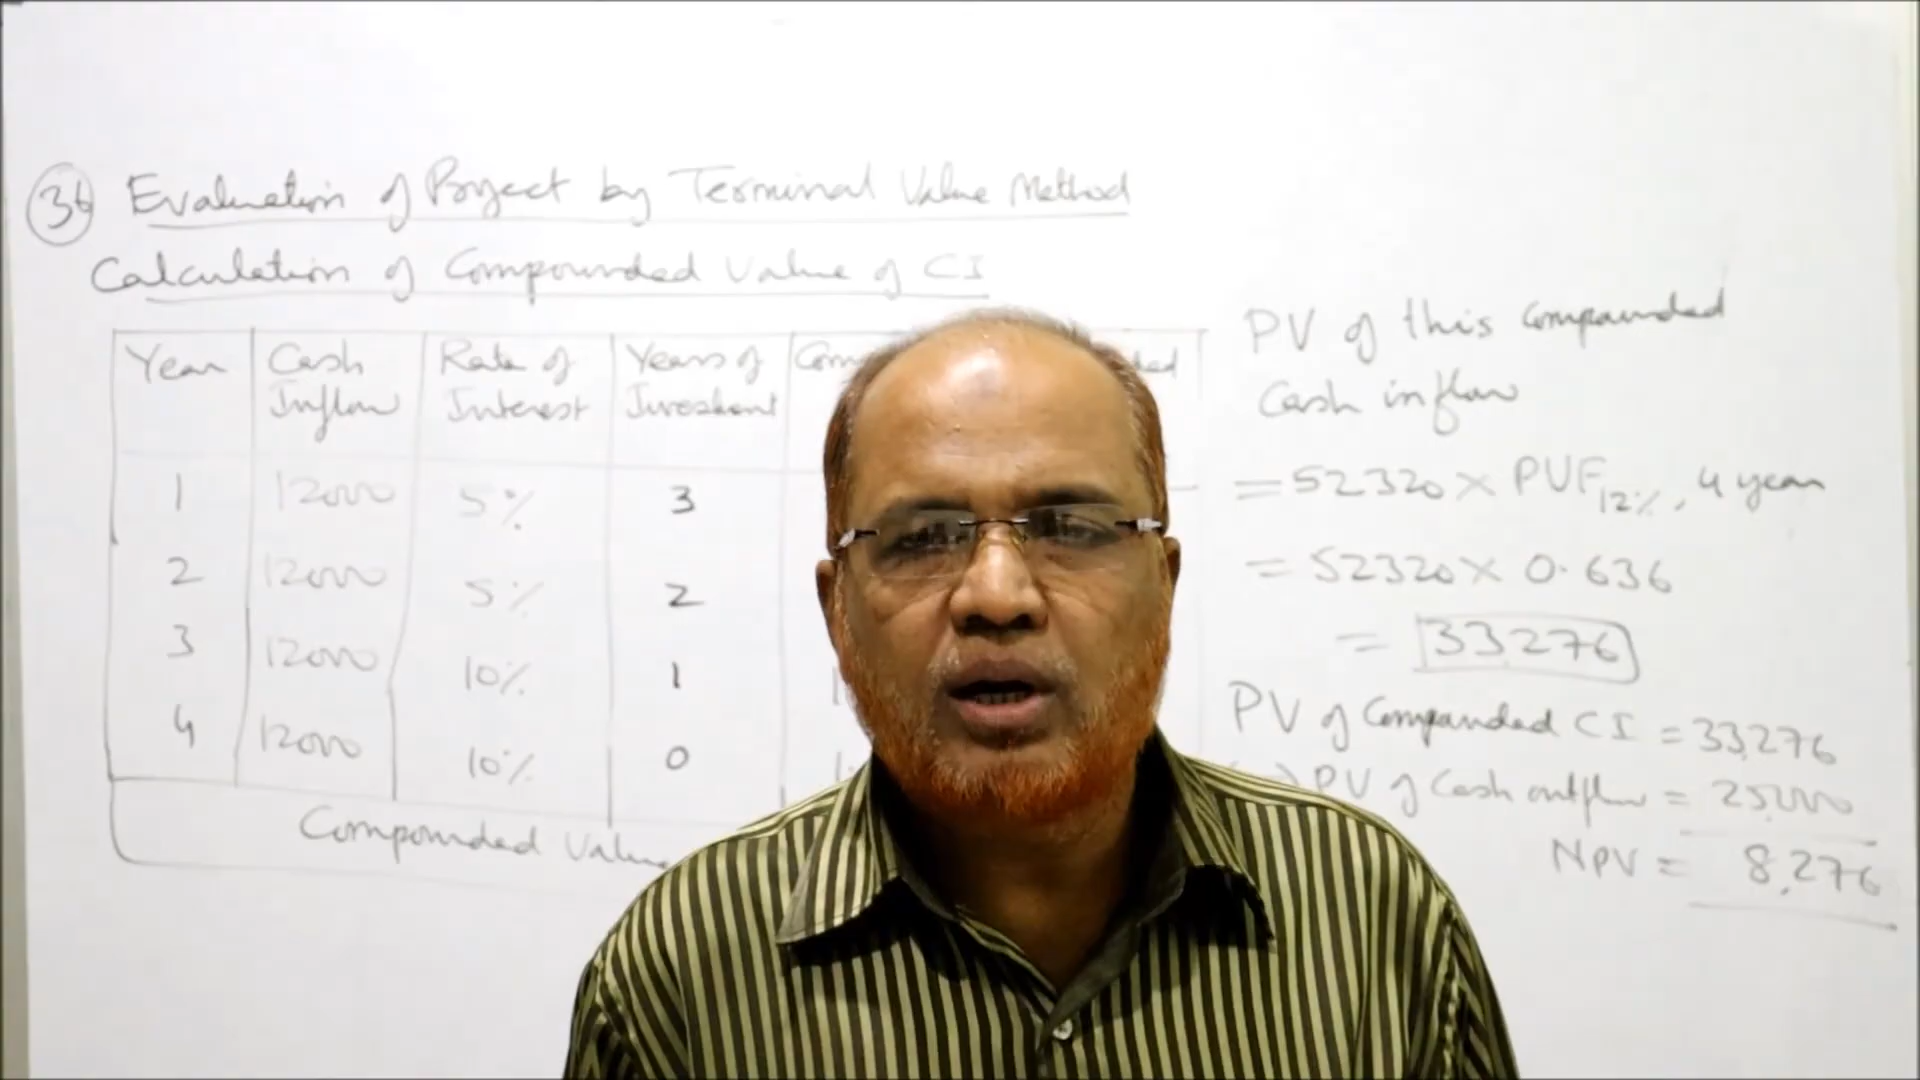 36 Evaluation of Project by Terminal Value Method
Calculation of Compounded Value of CI
Year Cash Inflow Rate of Interest Years of
1 12000 5% 3
2 12000 5% 2
3 12000 10% 1
4 12000 10% 0
Compounded Value
PV of this Compounded
Cash inflow
= 52320 × PVF12%, 4 year
= 52320 × 0.636
= 33276
PV of Compounded CI = 33,276
(-) PV of Cash outflow = 25,000
NPV = 8,276